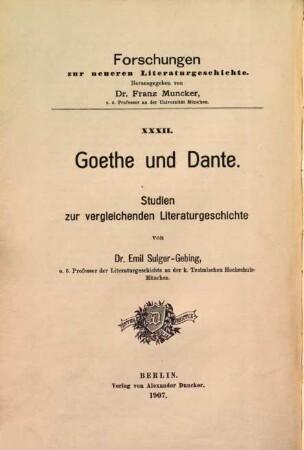 Forschungen
zur neueren Literaturgeschichte.
Herausgegeben von
Dr. Franz Muncker,
o. ö. Professor an der Universität München.
XXXII.
Goethe und Dante.
Studien
zur vergleichenden Literaturgeschichte
von
Dr. Emil Sulger-Gebing,
a. ö. Professor der Literaturgeschichte an der k. Technischen Hochschule-
München.
BERLIN.
Verlag von Alexander Duncker.
1907.